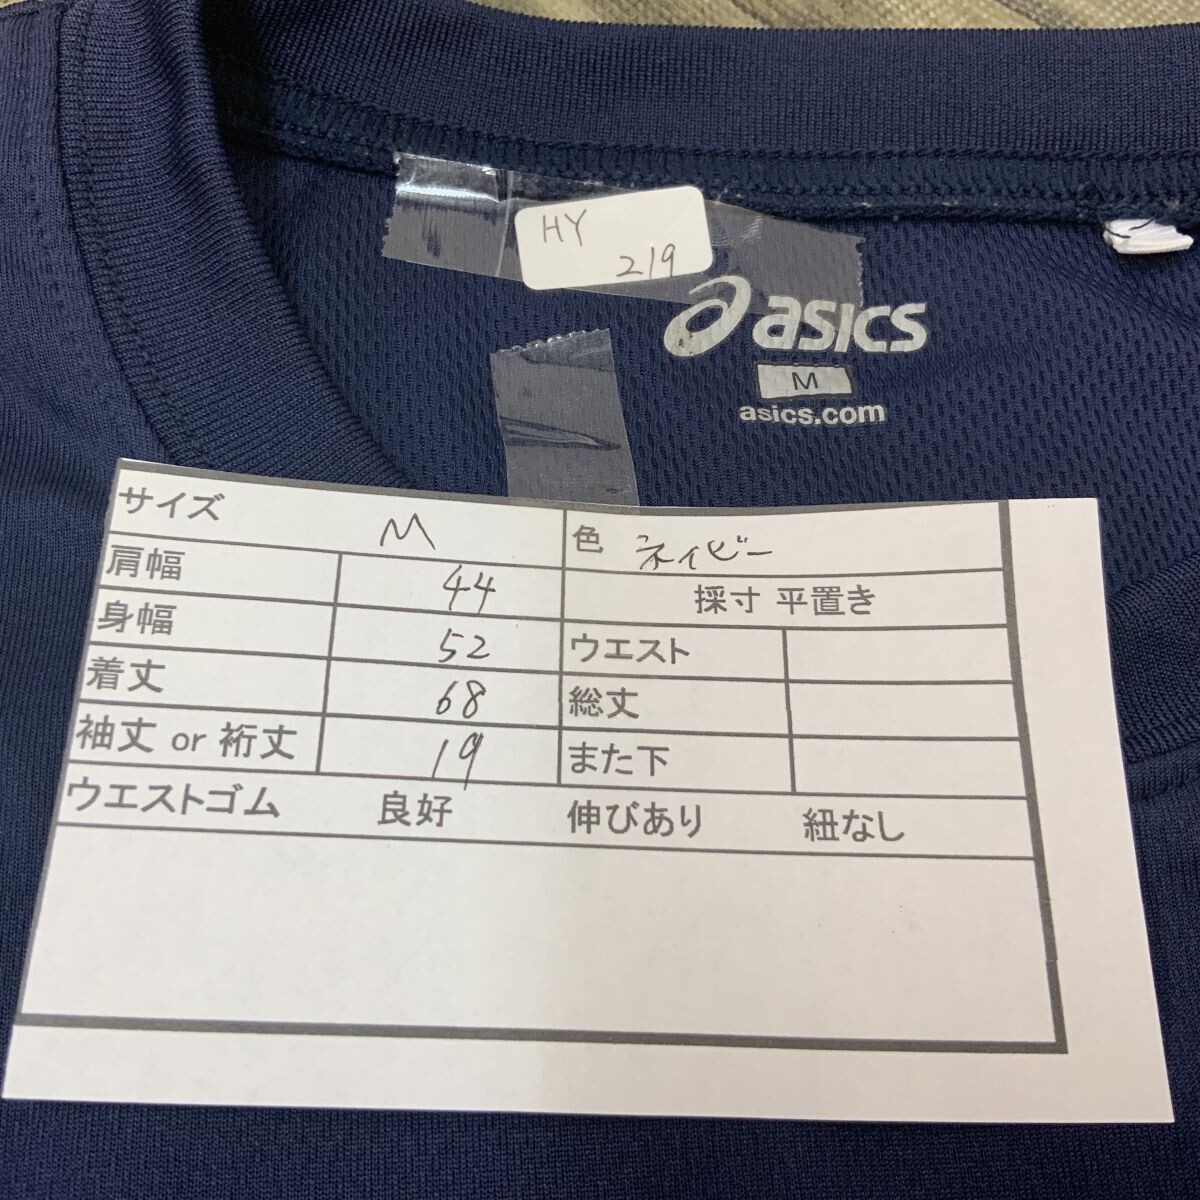 HY
219
asics
M
asics.com
サイズ M 色 ネイビー
肩幅 44 採寸 平置き
身幅 52 ウエスト
着丈 68 総丈
袖丈 or 裄丈 19 また下
ウエストゴム 良好 伸びあり 紐なし